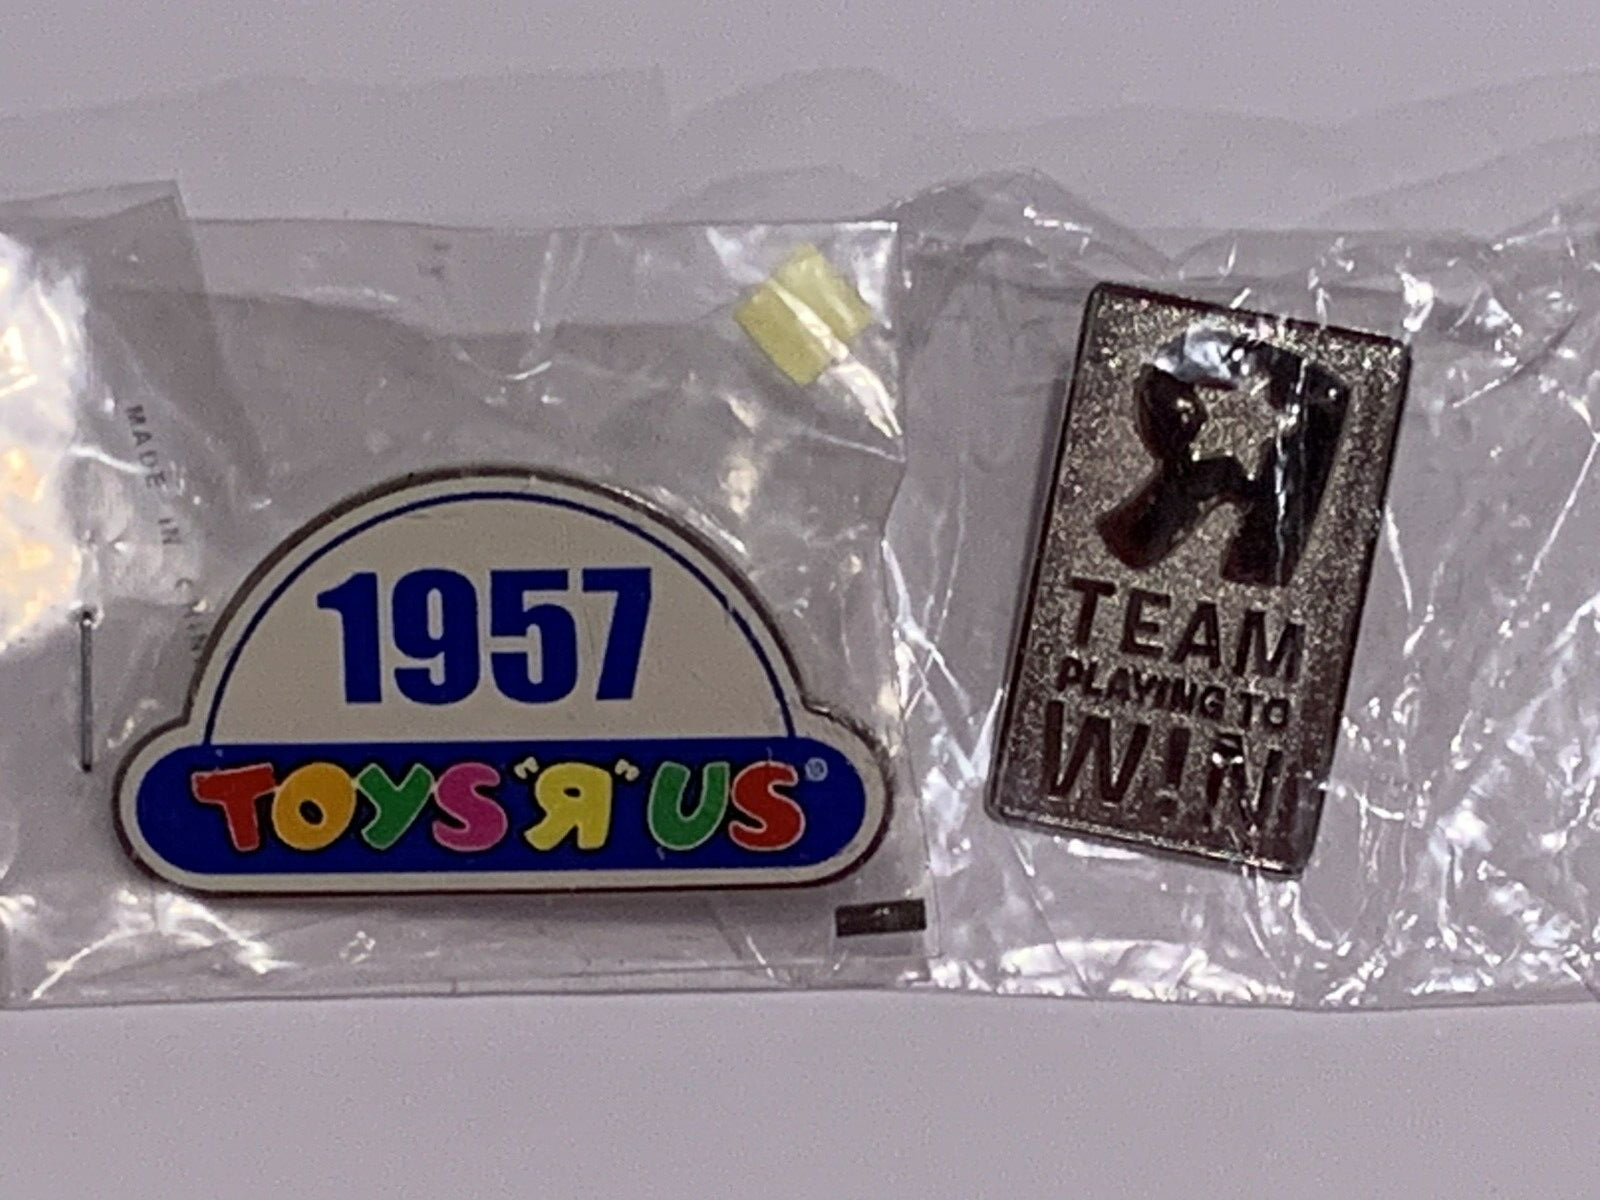 MADE IN CHINA
1957
TOYS "R" US®
R
TEAM
PLAYING TO
W!N